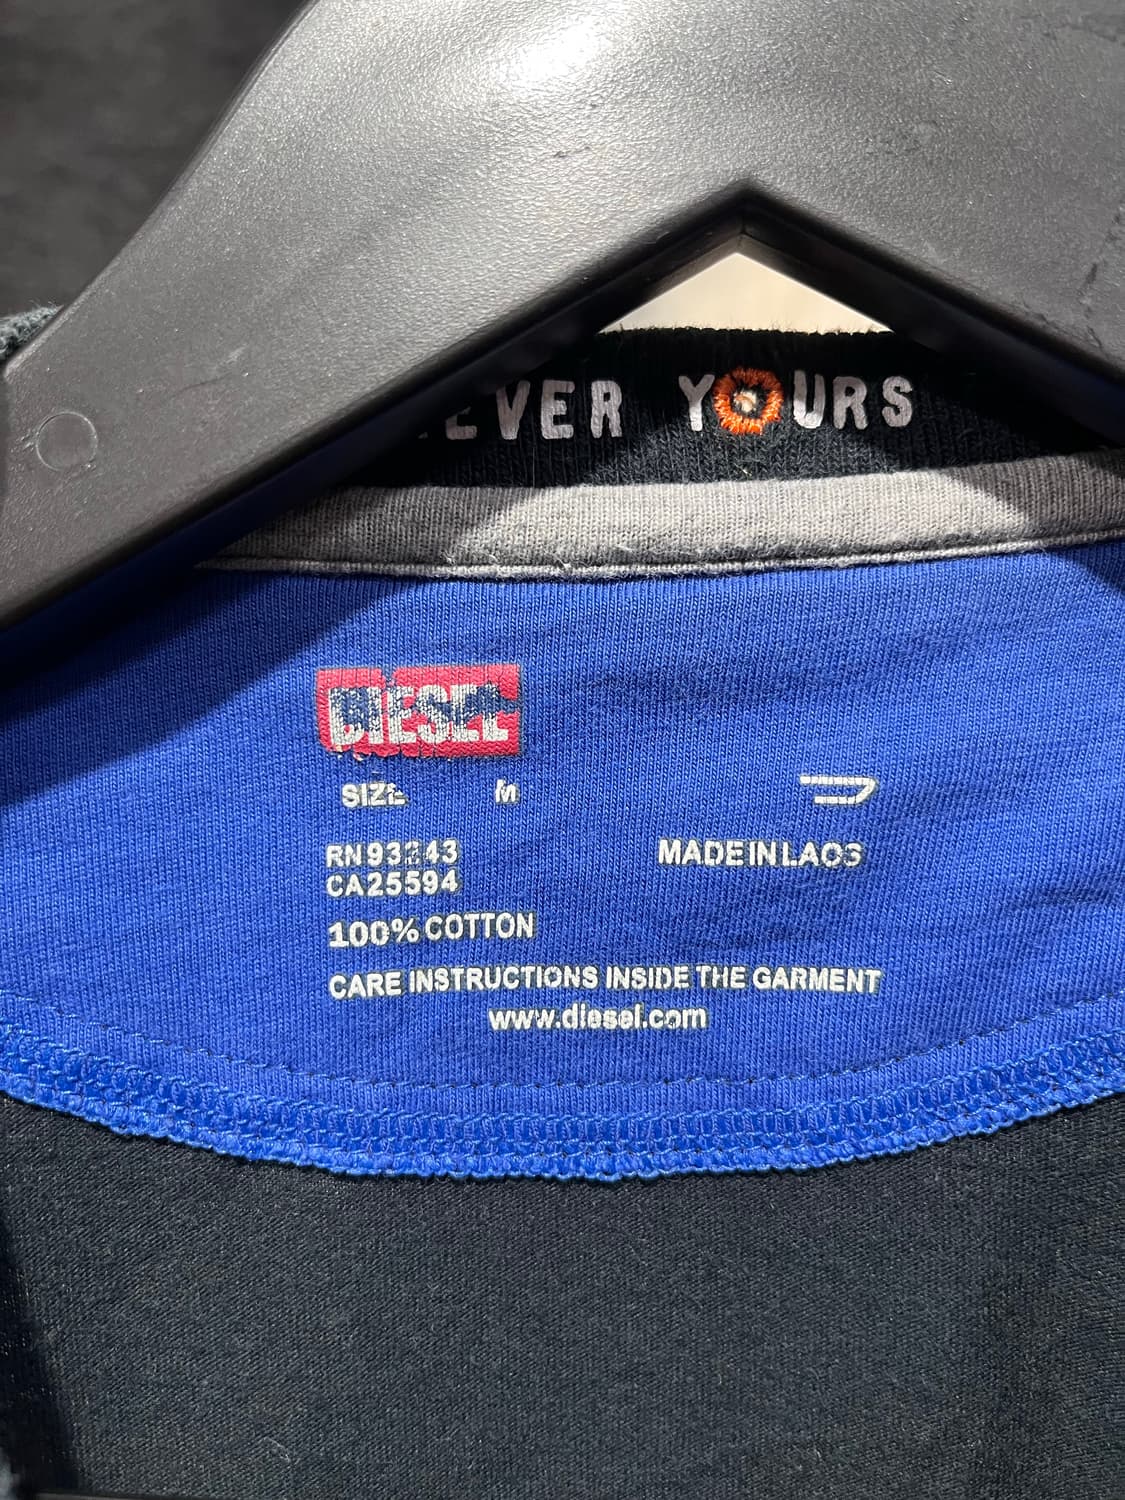 EVER YOURS
DIESEL
SIZE M
RN93243
CA25594
MADE IN LAOS
100% COTTON
CARE INSTRUCTIONS INSIDE THE GARMENT
www.diesel.com